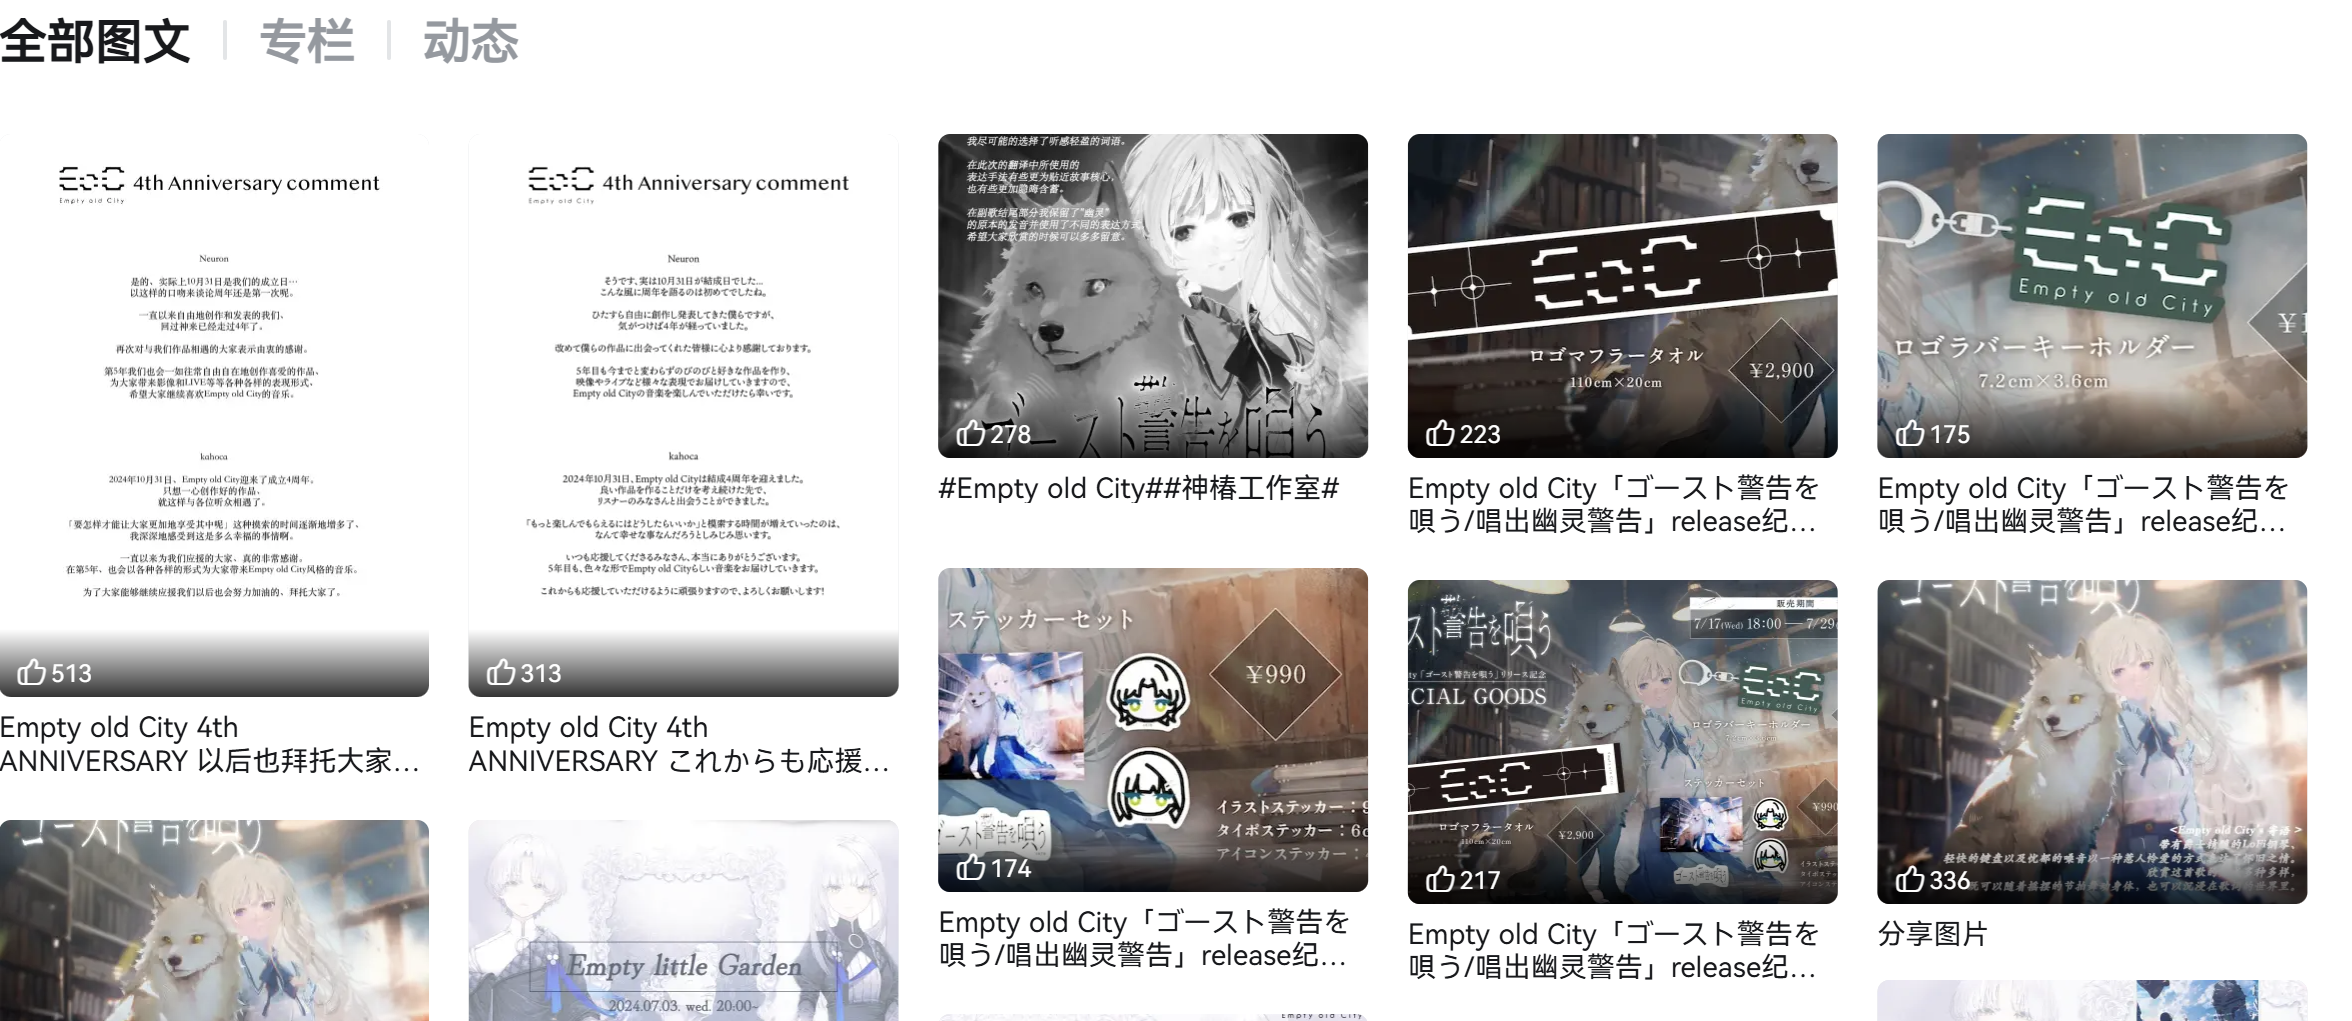 全部图文
专栏
动态
EoC
Empty old City
4th Anniversary comment
Neuron
是的、实际上10月31日是我们的成立日…
以这样的口吻来谈论周年还是第一次呢。
一直以来自由地创作和发表的我们、
回过神来已经走过4年了。
再次对与我们作品相遇的大家表示由衷的感谢。
第5年我们也会一如往常自由自在地创作喜爱的作品、
为大家带来影像和LIVE等等各种各样的表现形式、
希望大家继续喜欢Empty old City的音乐。
kahoca
2024年10月31日、Empty old City迎来了成立4周年。
只想一心创作好的作品、
就这样与各位听众相遇了。
「要怎样才能让大家更加地享受其中呢」这种摸索的时间逐渐地增多了、
我深深地感受到这是多么幸福的事情啊。
一直以来为我们应援的大家、真的非常感谢。
在第5年、也会以各种各样的形式为大家带来Empty old City风格的音乐。
为了大家能够继续应援我们以后也会努力加油的、拜托大家了。
513
Empty old City 4th
ANNIVERSARY 以后也拜托大家...
EoC
Empty old City
4th Anniversary comment
Neuron
そうです、実は10月31日が結成日でした...
こんな風に周年を語るのは初めてでしたね。
ひたすら自由に創作し発表してきた僕らですが、
気がつけば4年が経っていました。
改めて僕らの作品に出会ってくれた皆様に心より感謝しております。
5年目も今までと変わらずのびのびと好きな作品を作り、
映像やライブなど様々な表現でお届けしていきますので、
Empty old Cityの音楽を楽しんでいただけたら幸いです。
kahoca
2024年10月31日、Empty old Cityは結成4周年を迎えました。
良い作品を作ることだけを考え続けた先で、
リスナーのみなさんと出会うことができました。
「もっと楽しんでもらえるにはどうしたらいいか」と模索する時間が増えていったのは、
なんて幸せな事なんだろうとしみじみ思います。
いつも応援してくださるみなさん、本当にありがとうございます。
5年目も、色々な形でEmpty old Cityらしい音楽をお届けしていきます。
これからも応援していただけるように頑張りますので、よろしくお願いします!
313
Empty old City 4th
ANNIVERSARY これからも応援...
我尽可能的选择了听感轻盈的词语。
在此次的翻译中所使用的
表达手法有些更为贴近故事核心，
也有些更加隐晦含蓄。
在副歌结尾部分我保留了"幽灵"
的原本的发音并使用了不同的表达方式，
希望大家欣赏的时候可以多多留意。
ゴースト警告を唄う
278
#Empty old City##神椿工作室#
EoC
ロゴマフラータオル
110cm×20cm
¥2,900
223
Empty old City「ゴースト警告を
唄う/唱出幽灵警告」release纪...
EoC
Empty old City
ロゴラバーキーホルダー
7.2cm×3.6cm
175
Empty old City「ゴースト警告を
唄う/唱出幽灵警告」release纪...
ステッカーセット
¥990
ゴースト警告を唄う
イラストステッカー：
タイポステッカー：6c
アイコンステッカー：
174
Empty old City「ゴースト警告を
唄う/唱出幽灵警告」release纪...
スト警告を唄う
「ゴースト警告を唄う」リリース記念
CIAL GOODS
販売期間
7/17(Wed) 18:00 — 7/29
EoC
Empty old City
ロゴラバーキーホルダー
EoC
ロゴマフラータオル
110cm×20cm
¥2,900
ステッカーセット
¥990
217
Empty old City「ゴースト警告を
唄う/唱出幽灵警告」release纪...
<Empty old City's 寄语 >
336
分享图片
ゴースト警告を唄う
Empty little Garden
2024.07.03. wed. 20:00~